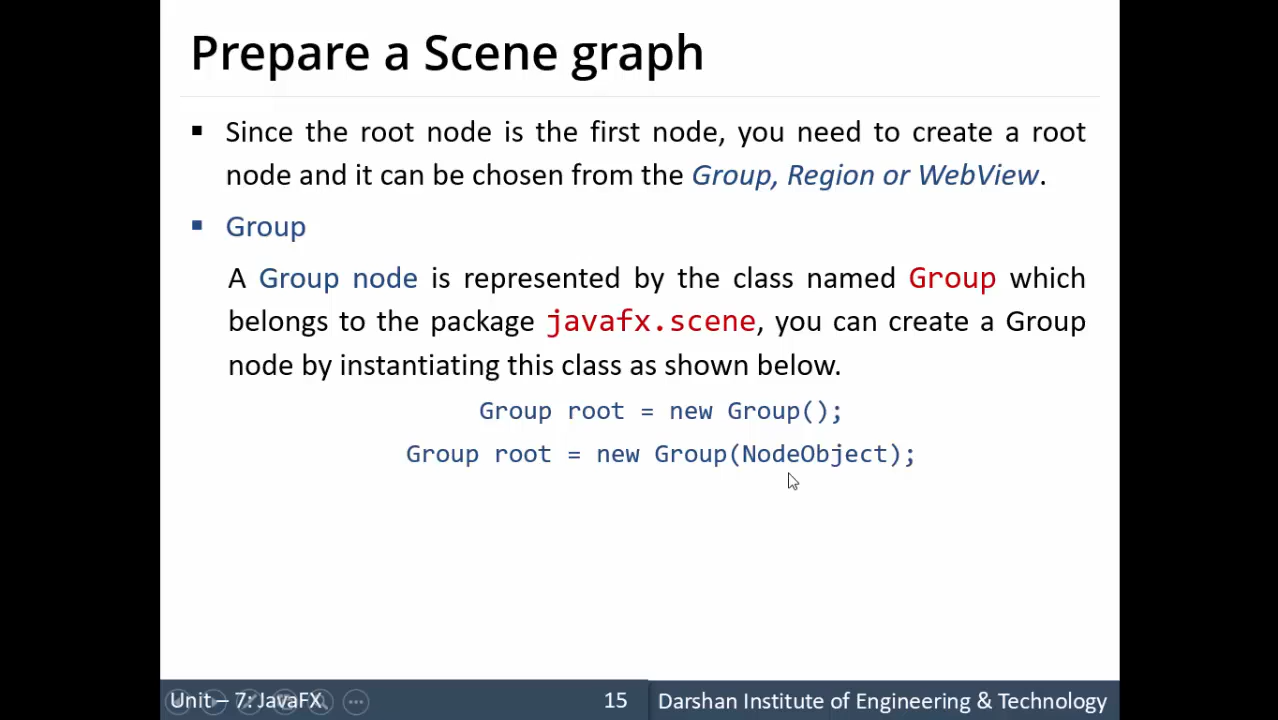 Prepare a Scene graph
Since the root node is the first node, you need to create a root
node and it can be chosen from the Group, Region or WebView.
Group
A Group node is represented by the class named Group which
belongs to the package javafx.scene, you can create a Group
node by instantiating this class as shown below.
Group root = new Group();
Group root = new Group(NodeObject);
Unit – 7: JavaFX 15 Darshan Institute of Engineering & Technology